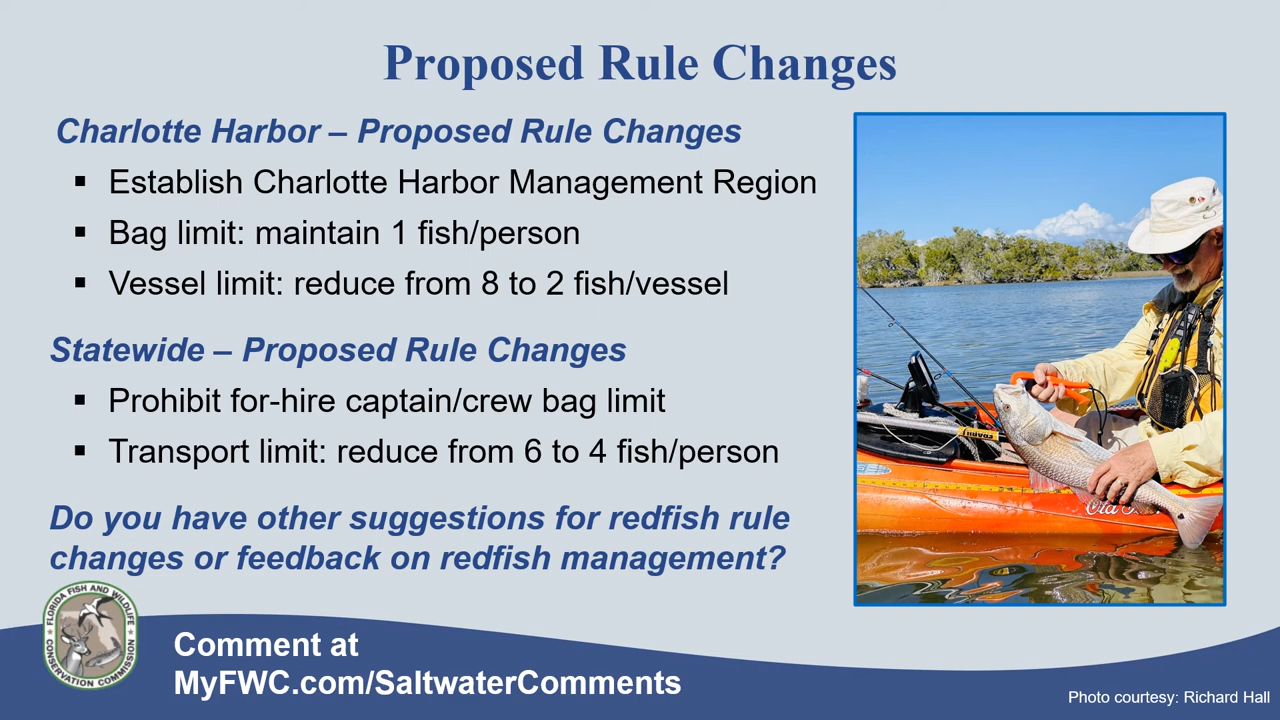 Proposed Rule Changes
Charlotte Harbor – Proposed Rule Changes
▪ Establish Charlotte Harbor Management Region
▪ Bag limit: maintain 1 fish/person
▪ Vessel limit: reduce from 8 to 2 fish/vessel
Statewide – Proposed Rule Changes
▪ Prohibit for-hire captain/crew bag limit
▪ Transport limit: reduce from 6 to 4 fish/person
Do you have other suggestions for redfish rule
changes or feedback on redfish management?
FLORIDA FISH AND WILDLIFE
CONSERVATION COMMISSION
Comment at
MyFWC.com/SaltwaterComments
Photo courtesy: Richard Hall